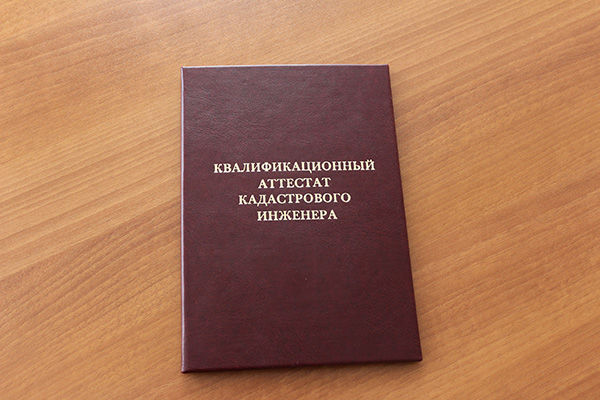 КВАЛИФИКАЦИОННЫЙ
АТТЕСТАТ
КАДАСТРОВОГО
ИНЖЕНЕРА